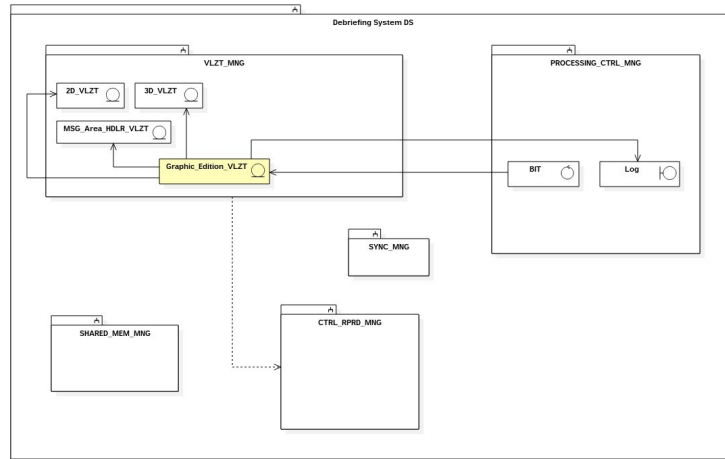 Debriefing System DS
VLZT_MNG
PROCESSING_CTRL_MNG
2D_VLZT
3D_VLZT
MSG_Area_HDLR_VLZT
Graphic_Edition_VLZT
BIT
Log
SYNC_MNG
SHARED_MEM_MNG
CTRL_RPRD_MNG